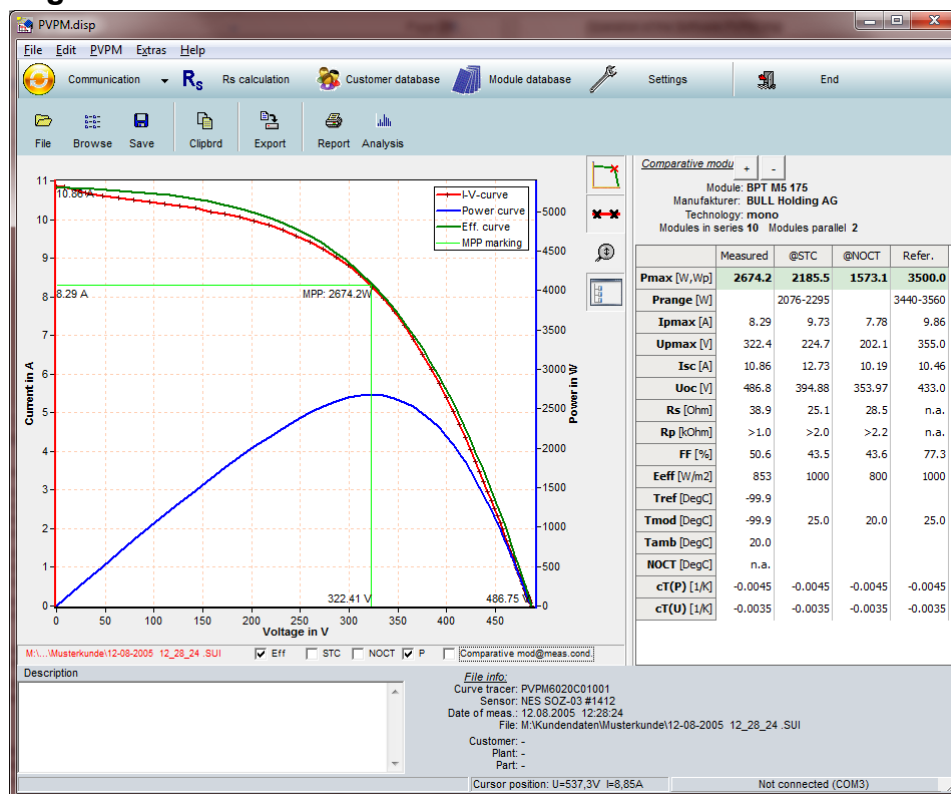 PVPM.disp
File Edit PVPM Extras Help
Communication Rs Rs calculation Customer database Module database Settings End
File Browse Save Clipbrd Export Report Analysis
11
10
9
8
7
6
5
4
3
2
1
0
Current in A
10.86 A
8.29 A
MPP: 2674.2W
I-V-curve
Power curve
Eff. curve
MPP marking
5000
4500
4000
3500
3000
2500
2000
1500
1000
500
0
Power in W
322.41 V
486.75 V
0 50 100 150 200 250 300 350 400 450
Voltage in V
M:\...\Musterkunde\12-08-2005 12_28_24 .SUI Eff STC NOCT P Comparative mod@meas.cond.
Comparative modu + -
Module: BPT M5 175
Manufakturer: BULL Holding AG
Technology: mono
Modules in series 10 Modules parallel 2
Measured @STC @NOCT Refer.
Pmax [W,Wp] 2674.2 2185.5 1573.1 3500.0
Prange [W] 2076-2295 3440-3560
Ipmax [A] 8.29 9.73 7.78 9.86
Upmax [V] 322.4 224.7 202.1 355.0
Isc [A] 10.86 12.73 10.19 10.46
Uoc [V] 486.8 394.88 353.97 433.0
Rs [Ohm] 38.9 25.1 28.5 n.a.
Rp [kOhm] >1.0 >2.0 >2.2 n.a.
FF [%] 50.6 43.5 43.6 77.3
Eeff [W/m2] 853 1000 800 1000
Tref [DegC] -99.9
Tmod [DegC] -99.9 25.0 20.0 25.0
Tamb [DegC] 20.0
NOCT [DegC] n.a.
cT(P) [1/K] -0.0045 -0.0045 -0.0045 -0.0045
cT(U) [1/K] -0.0035 -0.0035 -0.0035 -0.0035
Description
File info:
Curve tracer: PVPM6020C01001
Sensor: NES SOZ-03 #1412
Date of meas.: 12.08.2005 12:28:24
File: M:\Kundendaten\Musterkunde\12-08-2005 12_28_24 .SUI
Customer: -
Plant: -
Part: -
Cursor position: U=537,3V I=8,85A Not connected (COM3)